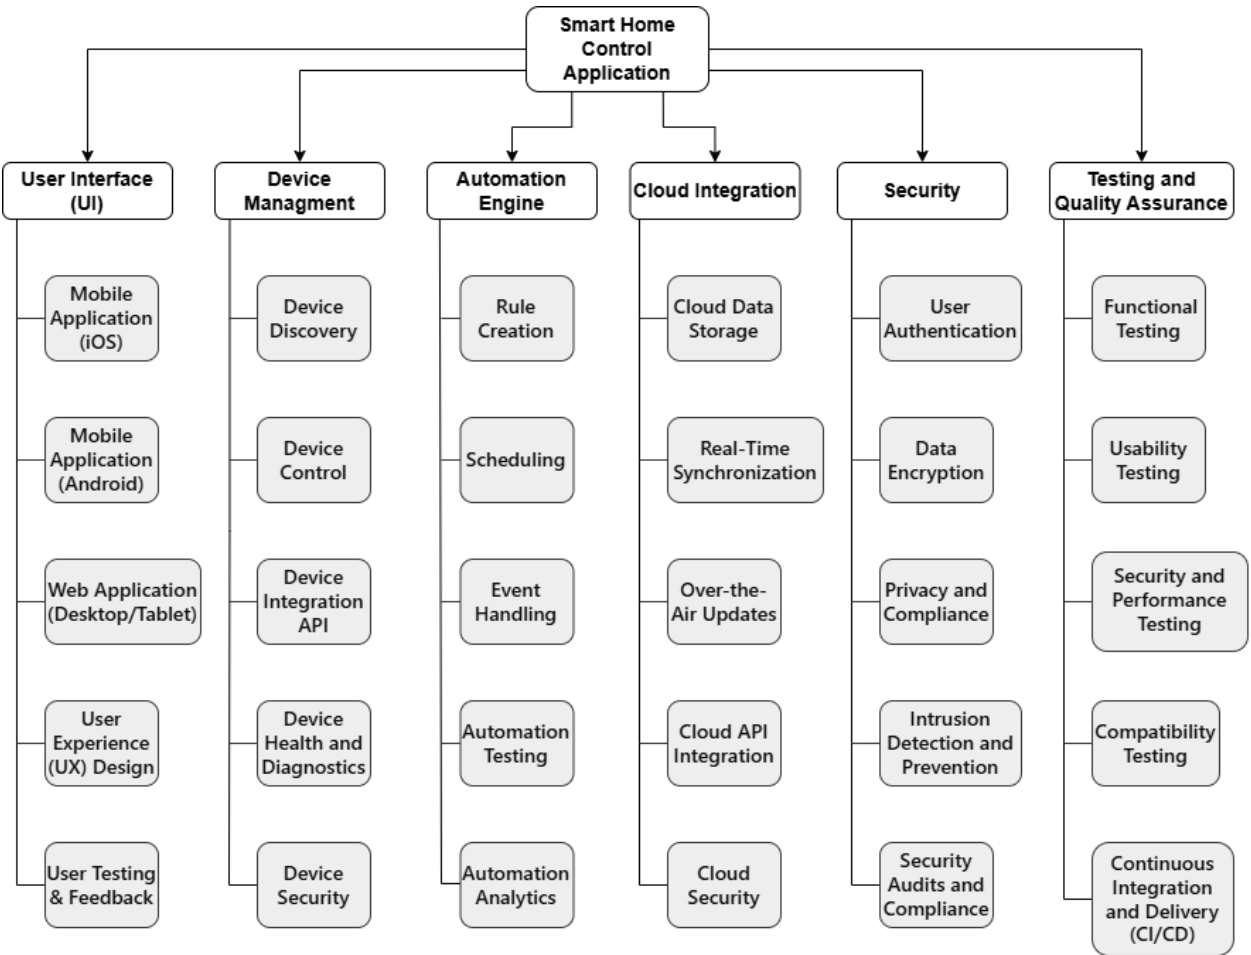 Smart Home
Control
Application
User Interface
(UI)
Device
Managment
Automation
Engine
Cloud Integration
Security
Testing and
Quality Assurance
Mobile
Application
(iOS)
Mobile
Application
(Android)
Web Application
(Desktop/Tablet)
User
Experience
(UX) Design
User Testing
& Feedback
Device
Discovery
Device
Control
Device
Integration
API
Device
Health and
Diagnostics
Device
Security
Rule
Creation
Scheduling
Event
Handling
Automation
Testing
Automation
Analytics
Cloud Data
Storage
Real-Time
Synchronization
Over-the-
Air Updates
Cloud API
Integration
Cloud
Security
User
Authentication
Data
Encryption
Privacy and
Compliance
Intrusion
Detection and
Prevention
Security
Audits and
Compliance
Functional
Testing
Usability
Testing
Security and
Performance
Testing
Compatibility
Testing
Continuous
Integration
and Delivery
(CI/CD)